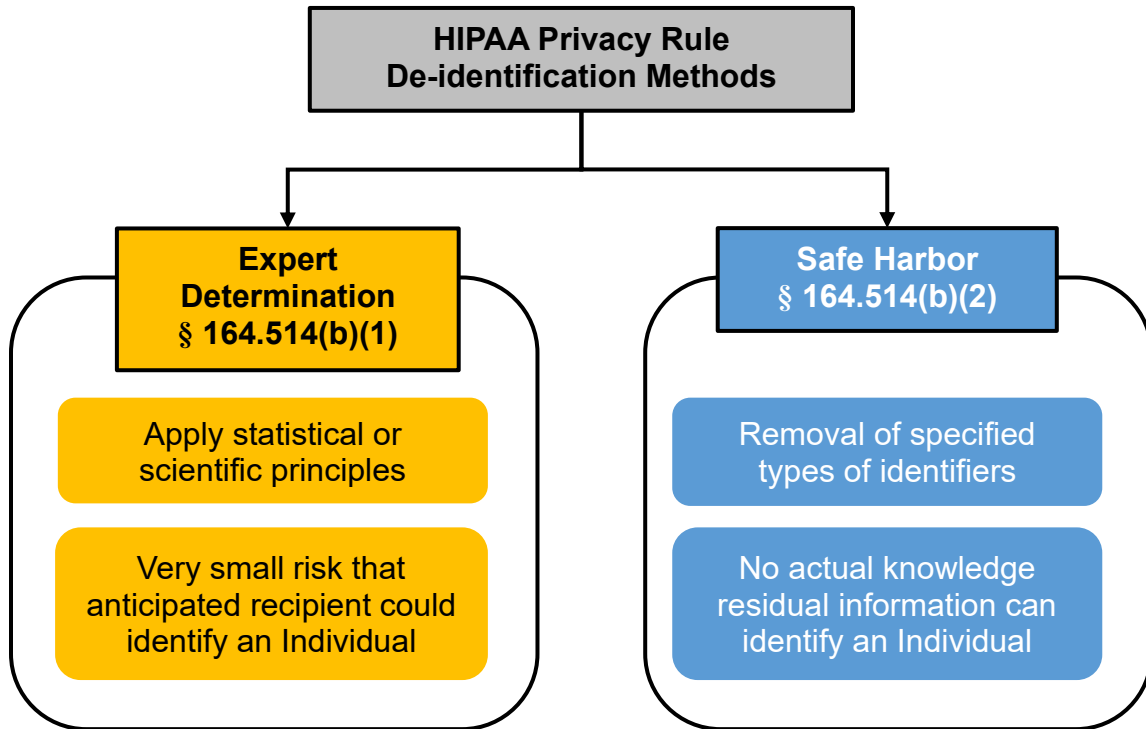 HIPAA Privacy Rule
De-identification Methods
Expert
Determination
§ 164.514(b)(1)
Apply statistical or
scientific principles
Very small risk that
anticipated recipient could
identify an Individual
Safe Harbor
§ 164.514(b)(2)
Removal of specified
types of identifiers
No actual knowledge
residual information can
identify an Individual